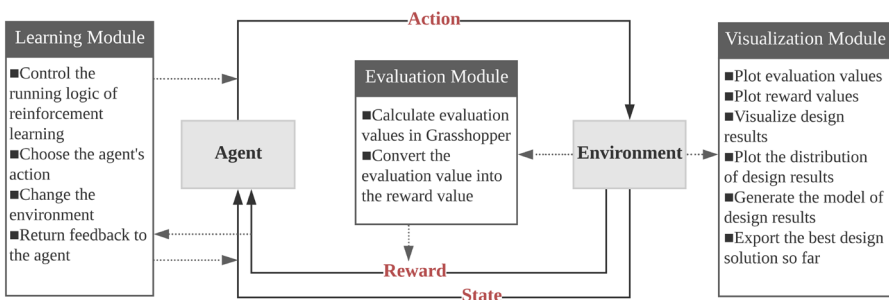 Action
Learning Module
■Control the
running logic of
reinforcement
learning
■Choose the agent's
action
■Change the
environment
■Return feedback to
the agent
Agent
Evaluation Module
■Calculate evaluation
values in Grasshopper
■Convert the
evaluation value into
the reward value
Environment
Visualization Module
■Plot evaluation values
■Plot reward values
■Visualize design
results
■Plot the distribution
of design results
■Generate the model of
design results
■Export the best design
solution so far
Reward
State